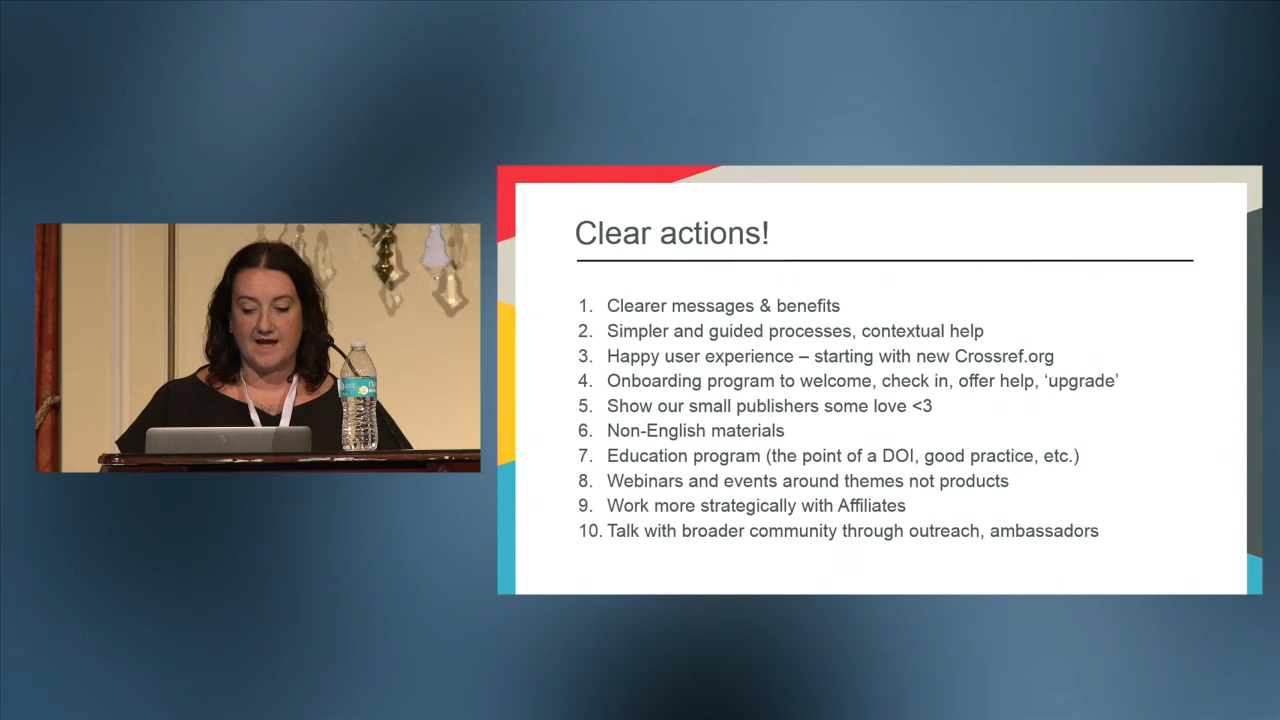 Clear actions!
1. Clearer messages & benefits
2. Simpler and guided processes, contextual help
3. Happy user experience – starting with new Crossref.org
4. Onboarding program to welcome, check in, offer help, ‘upgrade’
5. Show our small publishers some love <3
6. Non-English materials
7. Education program (the point of a DOI, good practice, etc.)
8. Webinars and events around themes not products
9. Work more strategically with Affiliates
10. Talk with broader community through outreach, ambassadors